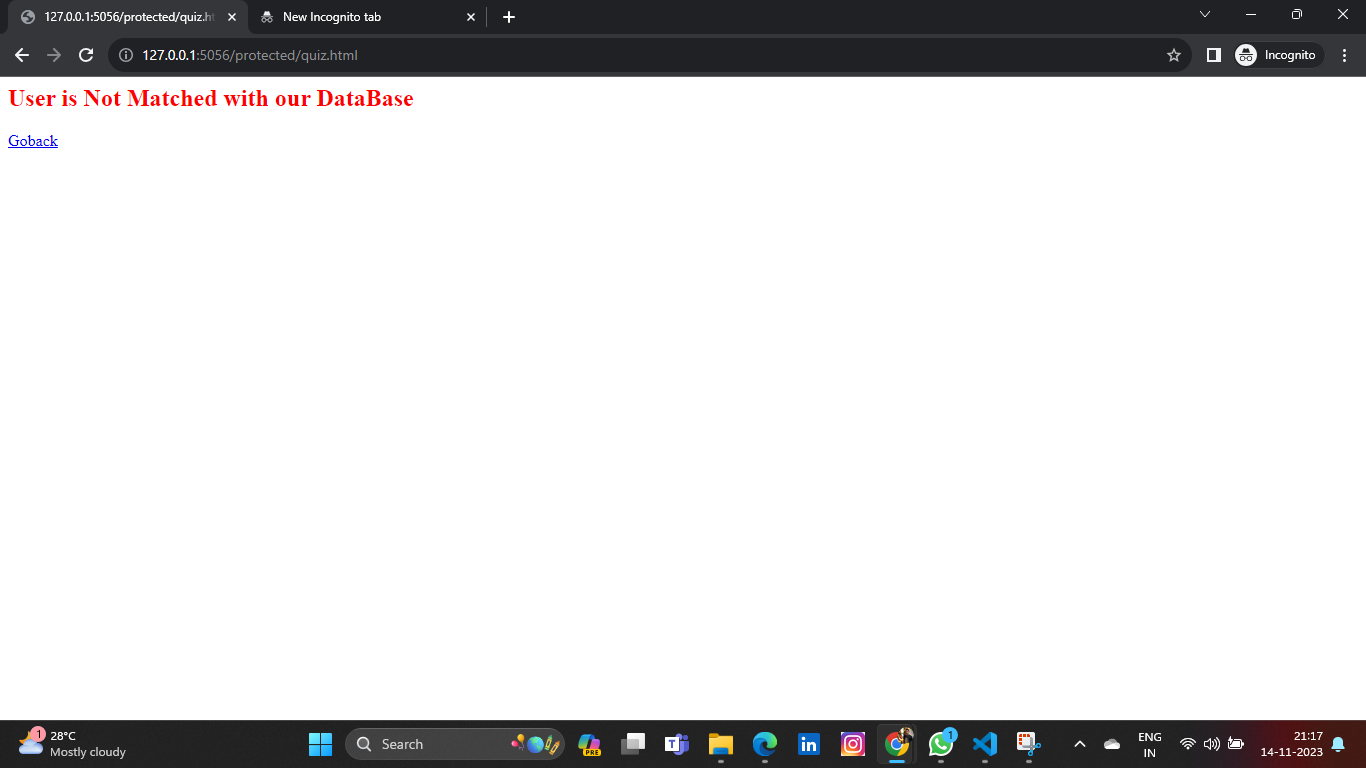 127.0.0.1:5056/protected/quiz.h
New Incognito tab
127.0.0.1:5056/protected/quiz.html
Incognito
User is Not Matched with our DataBase
Goback
1
28°C
Mostly cloudy
Search
PRE
1
ENG
IN
21:17
14-11-2023